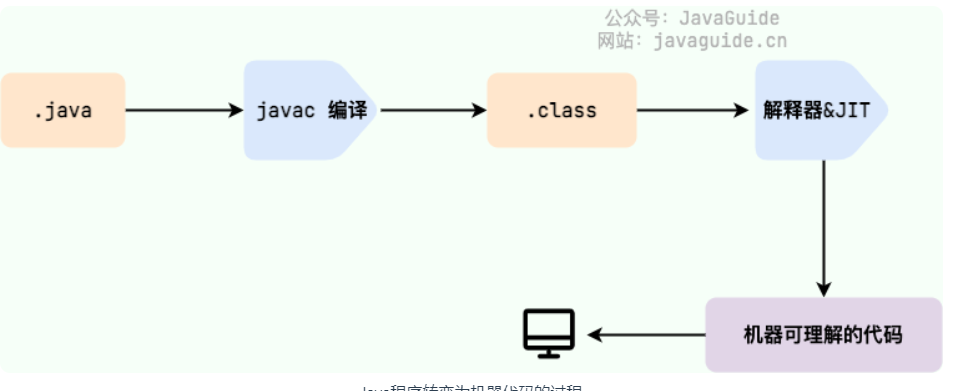 公众号：JavaGuide
网站：javaguide.cn
.java
javac 编译
.class
解释器&JIT
机器可理解的代码
Java程序转变为机器代码的过程